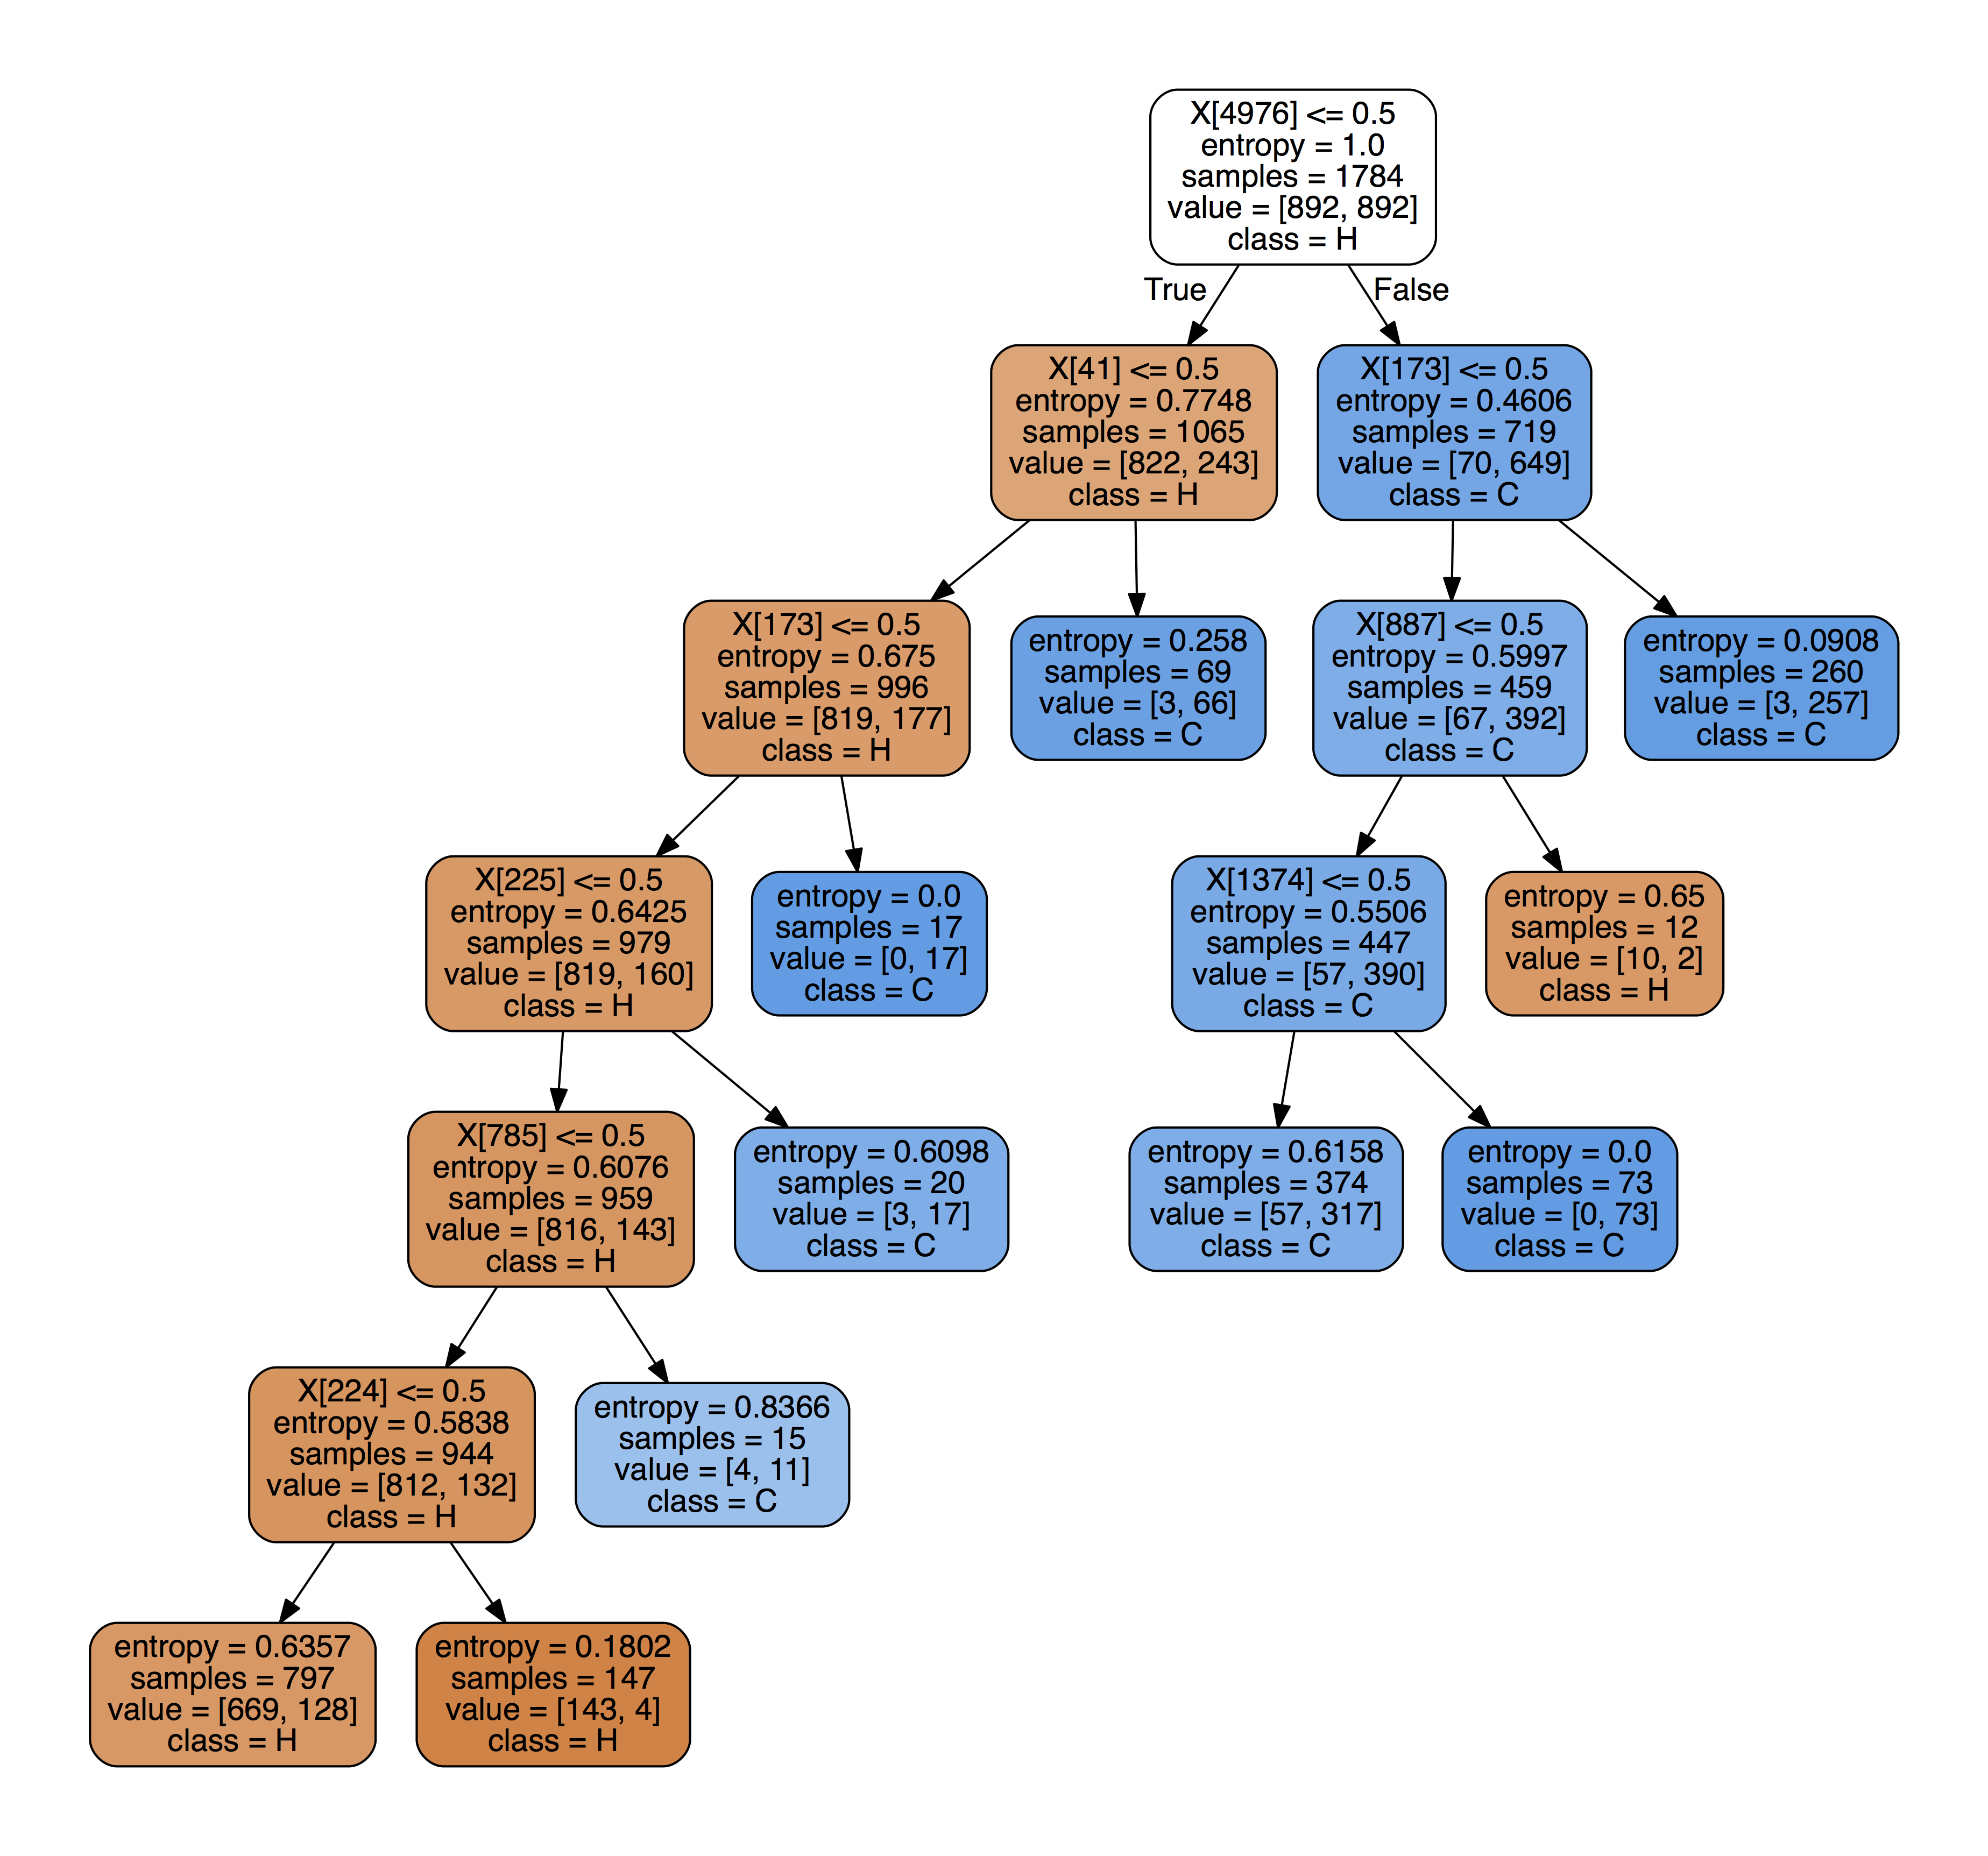 X[4976] <= 0.5
entropy = 1.0
samples = 1784
value = [892, 892]
class = H
True
False
X[41] <= 0.5
entropy = 0.7748
samples = 1065
value = [822, 243]
class = H
X[173] <= 0.5
entropy = 0.4606
samples = 719
value = [70, 649]
class = C
X[173] <= 0.5
entropy = 0.675
samples = 996
value = [819, 177]
class = H
entropy = 0.258
samples = 69
value = [3, 66]
class = C
X[887] <= 0.5
entropy = 0.5997
samples = 459
value = [67, 392]
class = C
entropy = 0.0908
samples = 260
value = [3, 257]
class = C
X[225] <= 0.5
entropy = 0.6425
samples = 979
value = [819, 160]
class = H
entropy = 0.0
samples = 17
value = [0, 17]
class = C
X[1374] <= 0.5
entropy = 0.5506
samples = 447
value = [57, 390]
class = C
entropy = 0.65
samples = 12
value = [10, 2]
class = H
X[785] <= 0.5
entropy = 0.6076
samples = 959
value = [816, 143]
class = H
entropy = 0.6098
samples = 20
value = [3, 17]
class = C
entropy = 0.6158
samples = 374
value = [57, 317]
class = C
entropy = 0.0
samples = 73
value = [0, 73]
class = C
X[224] <= 0.5
entropy = 0.5838
samples = 944
value = [812, 132]
class = H
entropy = 0.8366
samples = 15
value = [4, 11]
class = C
entropy = 0.6357
samples = 797
value = [669, 128]
class = H
entropy = 0.1802
samples = 147
value = [143, 4]
class = H